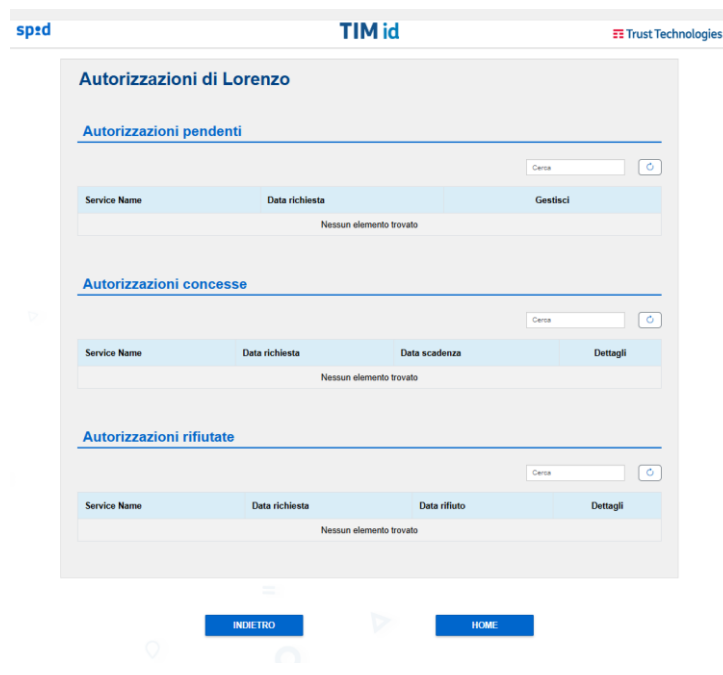 sp:d
TIM id
Trust Technologies
Autorizzazioni di Lorenzo
Autorizzazioni pendenti
Cerca
Service Name Data richiesta Gestisci
Nessun elemento trovato
Autorizzazioni concesse
Cerca
Service Name Data richiesta Data scadenza Dettagli
Nessun elemento trovato
Autorizzazioni rifiutate
Cerca
Service Name Data richiesta Data rifiuto Dettagli
Nessun elemento trovato
INDIETRO HOME